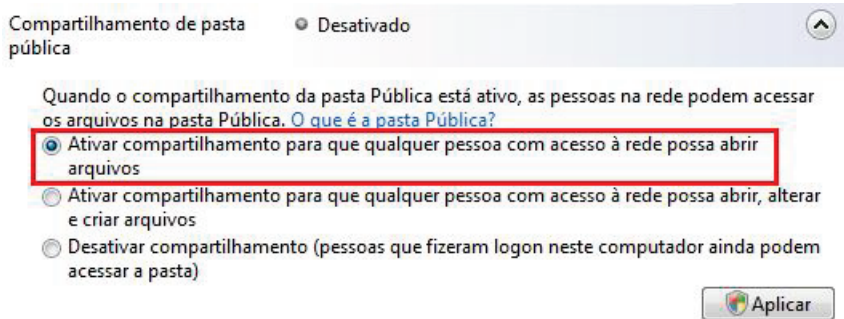 Compartilhamento de pasta
pública
Desativado
Quando o compartilhamento da pasta Pública está ativo, as pessoas na rede podem acessar
os arquivos na pasta Pública. O que é a pasta Pública?
Ativar compartilhamento para que qualquer pessoa com acesso à rede possa abrir
arquivos
Ativar compartilhamento para que qualquer pessoa com acesso à rede possa abrir, alterar
e criar arquivos
Desativar compartilhamento (pessoas que fizeram logon neste computador ainda podem
acessar a pasta)
Aplicar